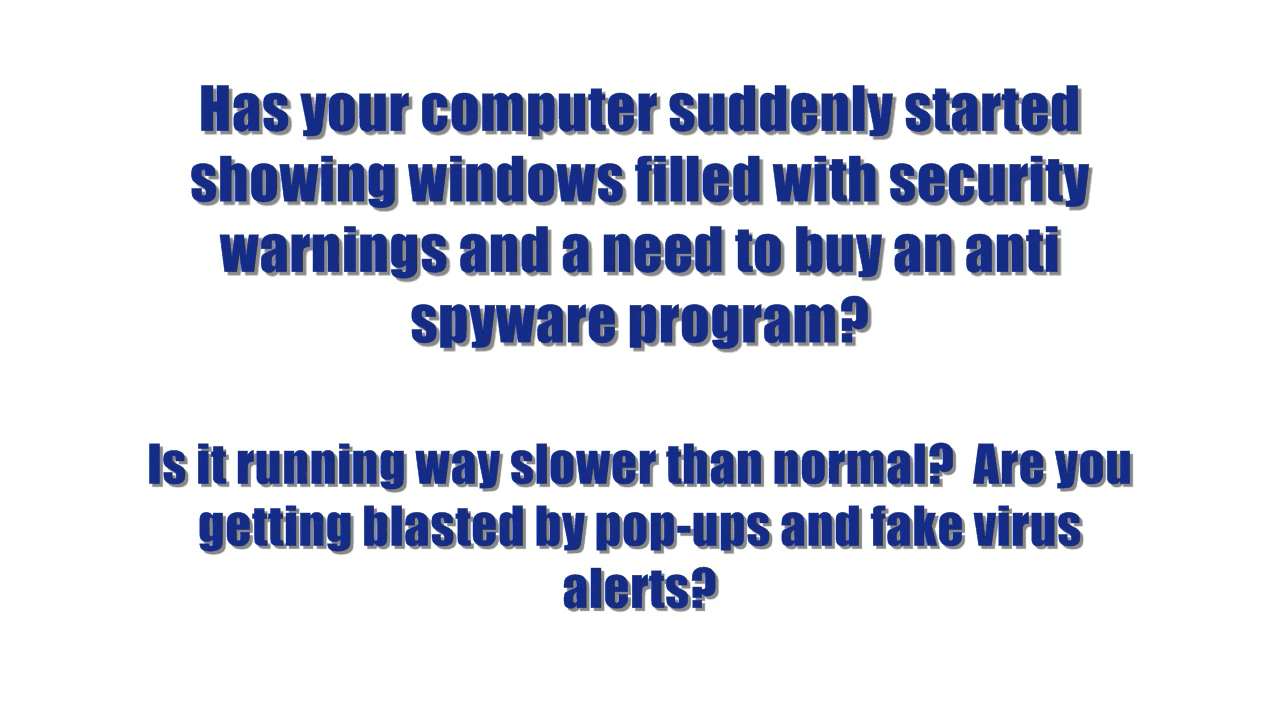 Has your computer suddenly started
showing windows filled with security
warnings and a need to buy an anti
spyware program?
Is it running way slower than normal?  Are you
getting blasted by pop-ups and fake virus
alerts?